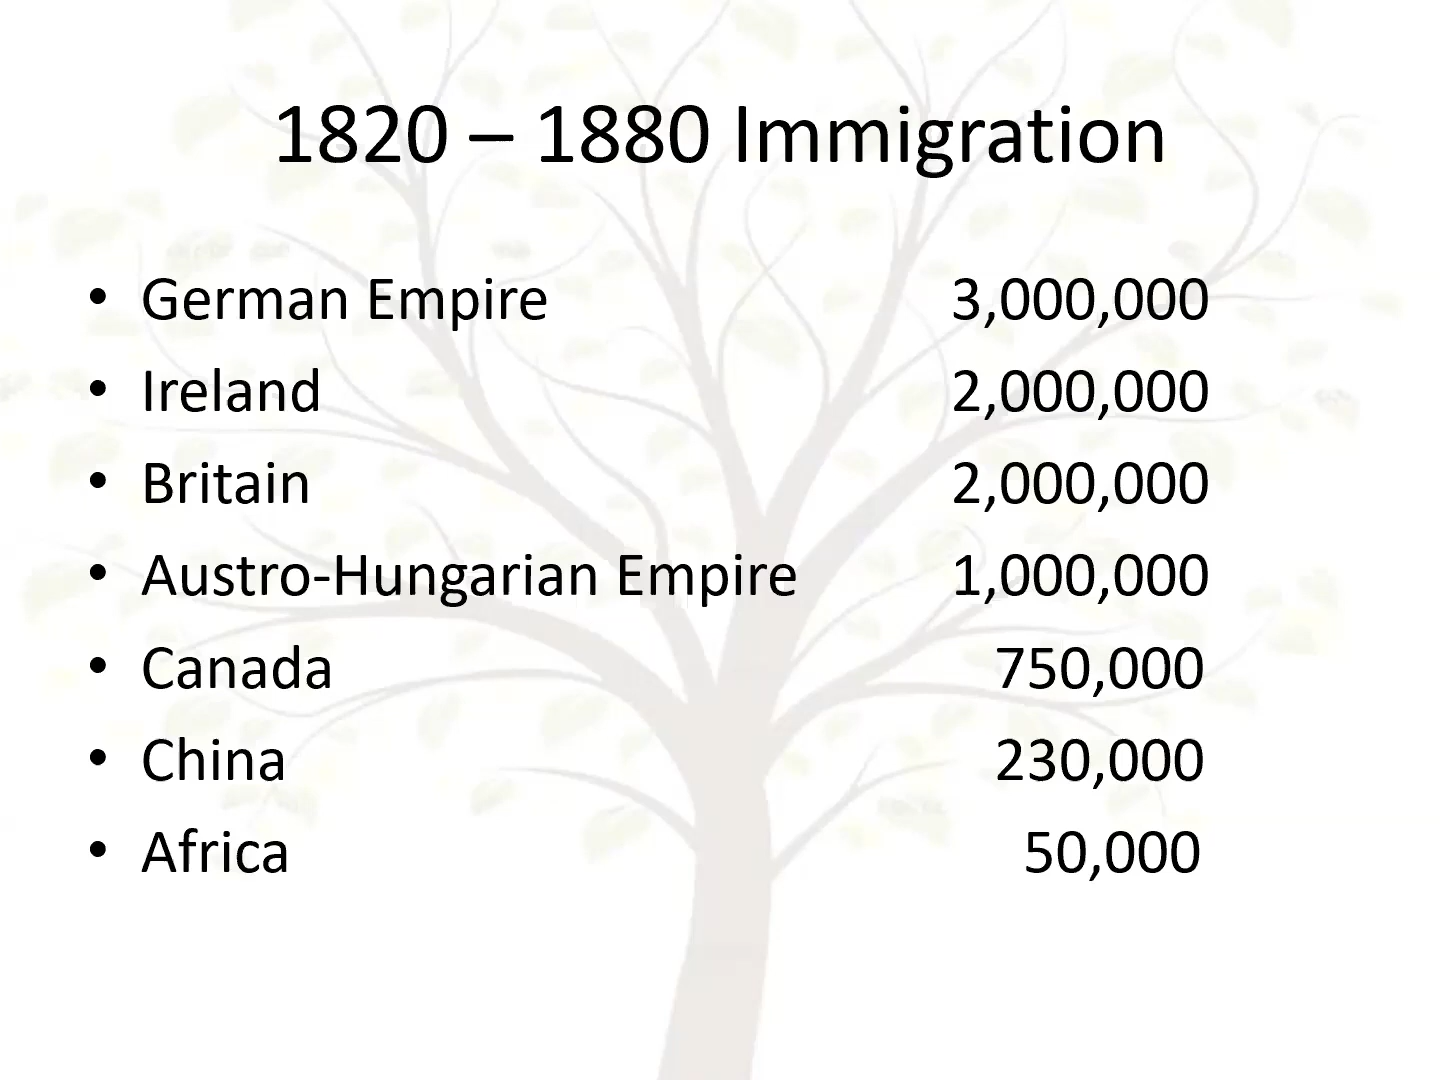 1820 – 1880 Immigration
• German Empire 3,000,000
• Ireland 2,000,000
• Britain 2,000,000
• Austro-Hungarian Empire 1,000,000
• Canada 750,000
• China 230,000
• Africa 50,000